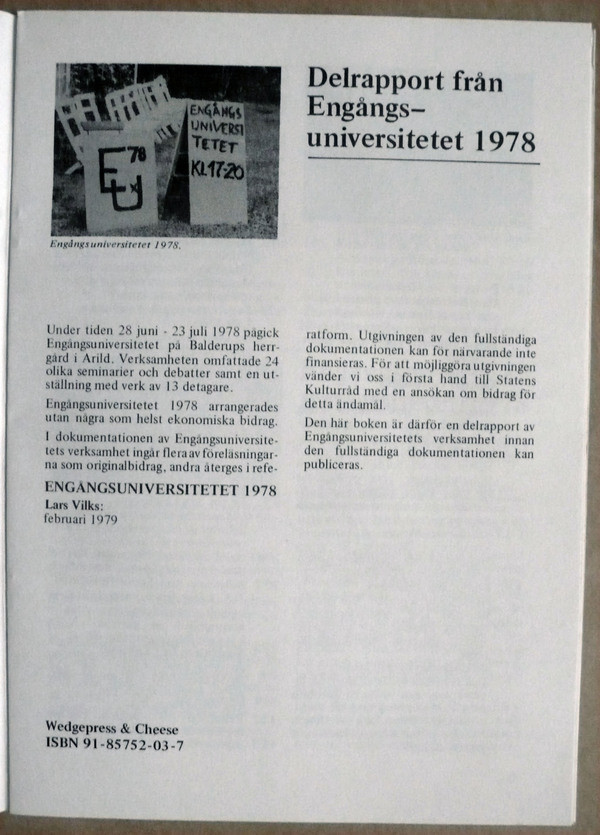 ENGÅNGS
UNIVERSI
TETET
KL.17-20
78
EU
Engångsuniversitetet 1978.
Delrapport från
Engångs–
universitetet 1978
Under tiden 28 juni - 23 juli 1978 pågick
Engångsuniversitetet på Balderups herr-
gård i Arild. Verksamheten omfattade 24
olika seminarier och debatter samt en ut-
ställning med verk av 13 detagare.
Engångsuniversitetet 1978 arrangerades
utan några som helst ekonomiska bidrag.
I dokumentationen av Engångsuniversite-
tets verksamhet ingår flera av föreläsningar-
na som originalbidrag, andra återges i refe-
ratform. Utgivningen av den fullständiga
dokumentationen kan för närvarande inte
finansieras. För att möjliggöra utgivningen
vänder vi oss i första hand till Statens
Kulturråd med en ansökan om bidrag för
detta ändamål.
Den här boken är därför en delrapport av
Engångsuniversitetets verksamhet innan
den fullständiga dokumentationen kan
publiceras.
ENGÅNGSUNIVERSITETET 1978
Lars Vilks:
februari 1979
Wedgepress & Cheese
ISBN 91-85752-03-7